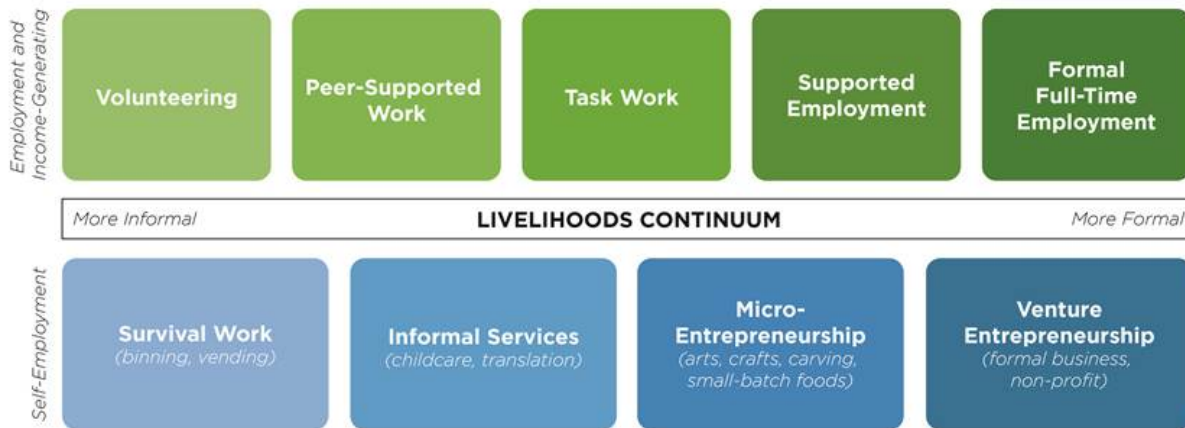 Employment and
Income-Generating
Volunteering
Peer-Supported
Work
Task Work
Supported
Employment
Formal
Full-Time
Employment
More Informal
LIVELIHOODS CONTINUUM
More Formal
Self-Employment
Survival Work
(binning, vending)
Informal Services
(childcare, translation)
Micro-
Entrepreneurship
(arts, crafts, carving,
small-batch foods)
Venture
Entrepreneurship
(formal business,
non-profit)